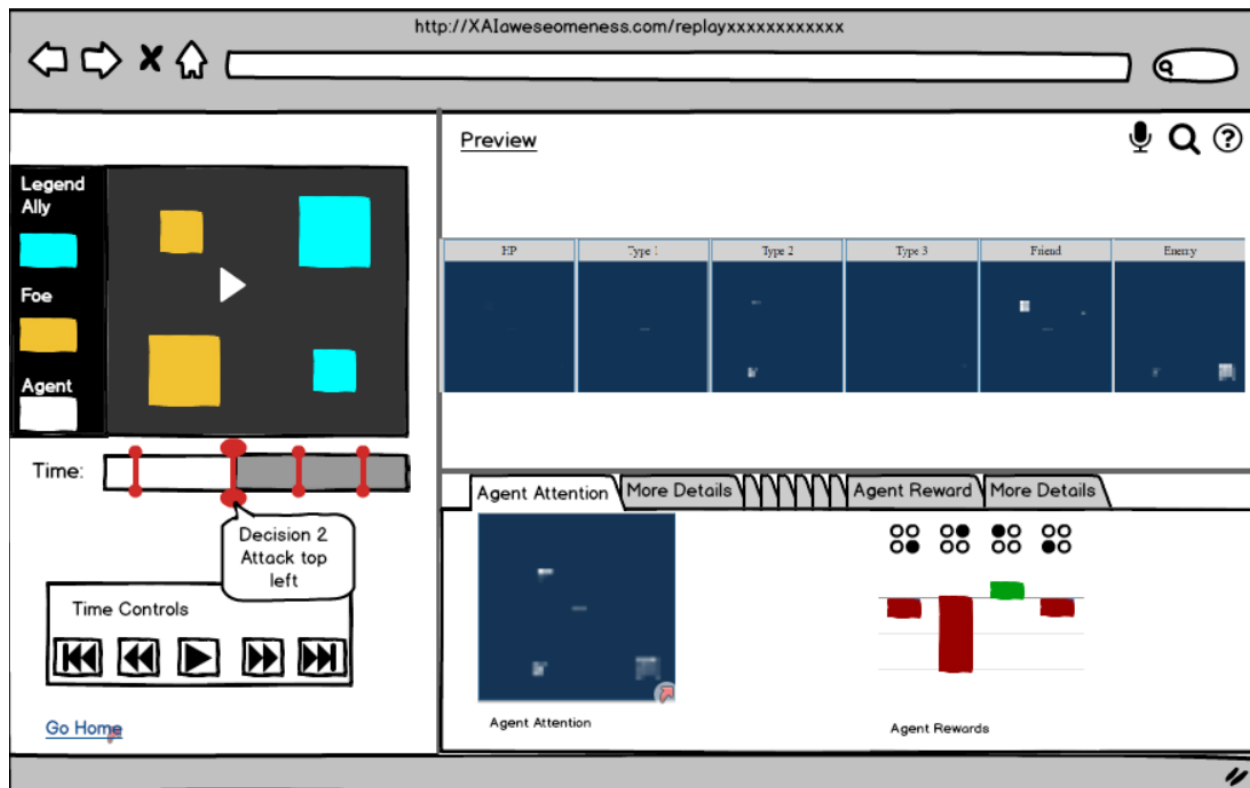 http://XAIaweseomeness.com/replayxxxxxxxxxxxx
Legend
Ally
Foe
Agent
Time:
Decision 2
Attack top
left
Time Controls
Go Home
Preview
HP
Type 1
Type 2
Type 3
Friend
Enemy
Agent Attention
More Details
Agent Reward
More Details
Agent Attention
Agent Rewards